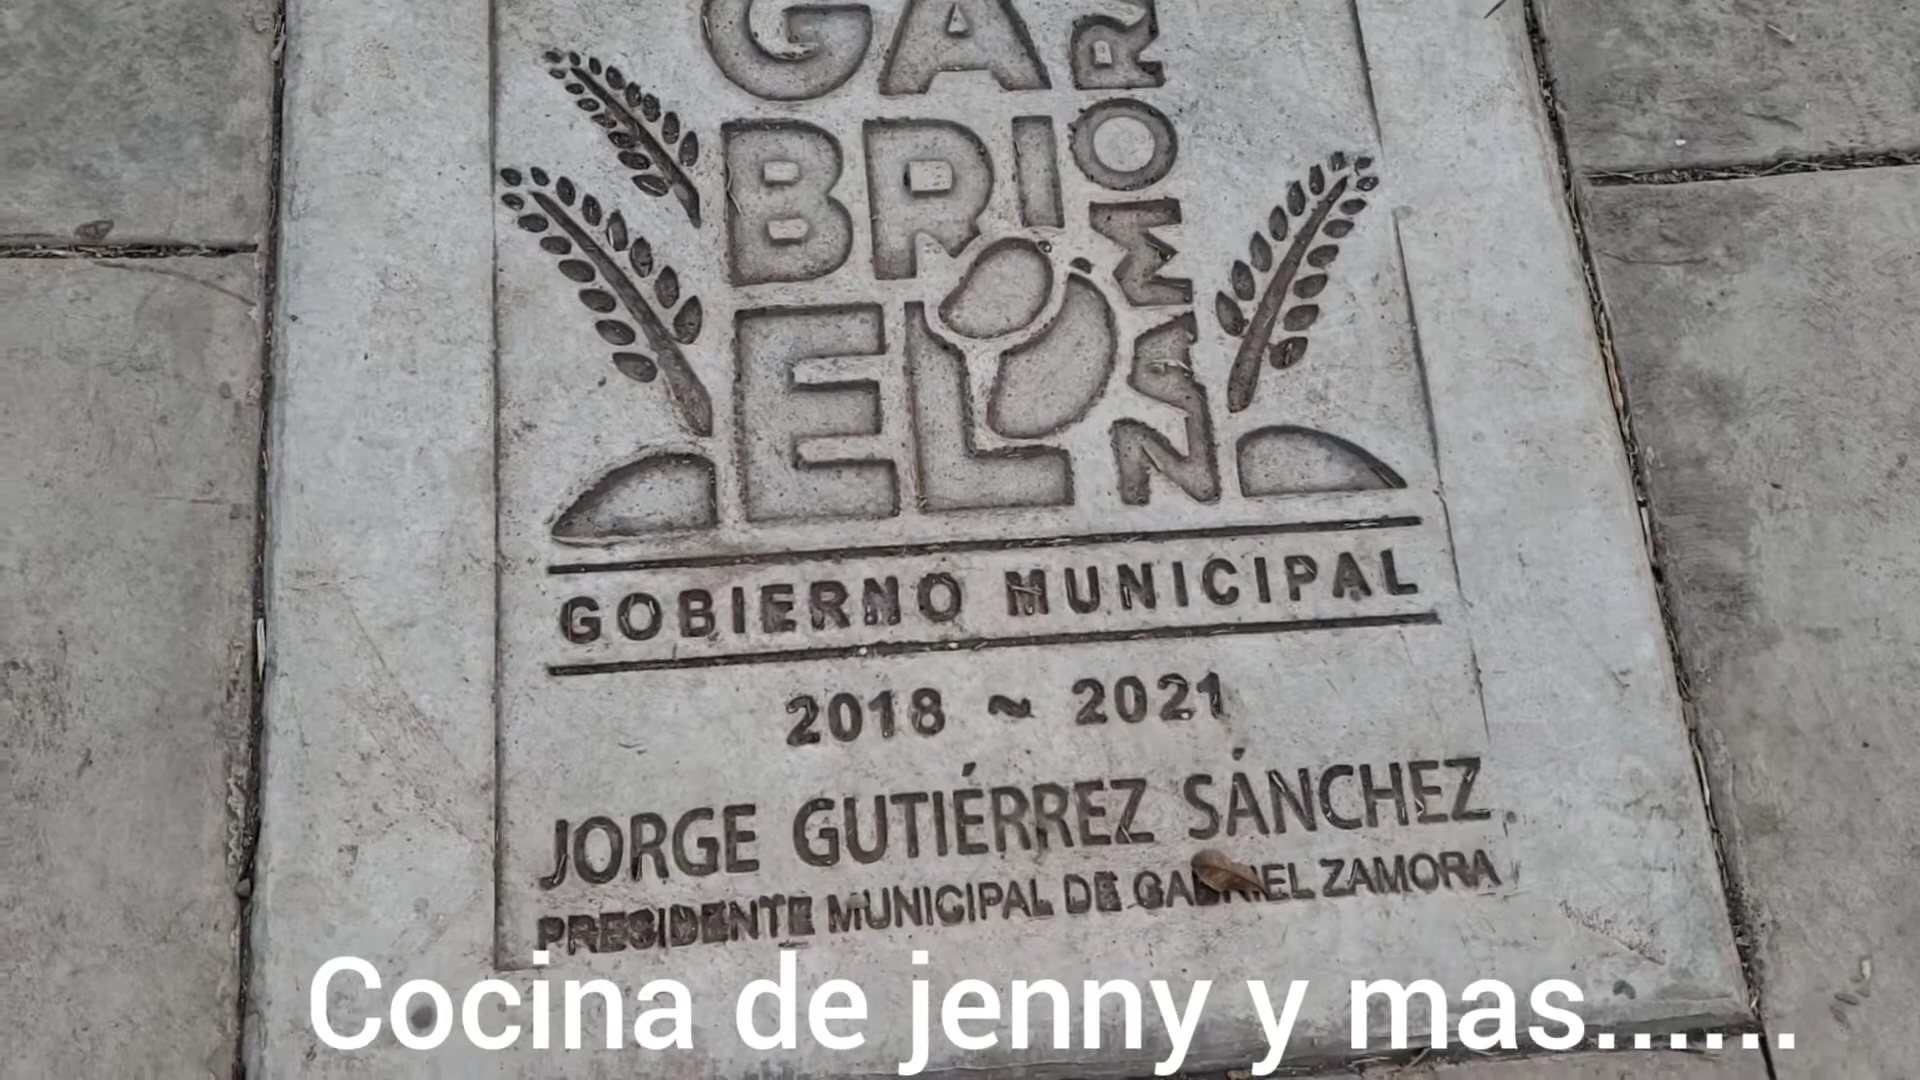 GA
BRI
EL
ZAMORA
GOBIERNO MUNICIPAL
2018 ~ 2021
JORGE GUTIÉRREZ SÁNCHEZ.
PRESIDENTE MUNICIPAL DE GABRIEL ZAMORA
Cocina de jenny y mas......